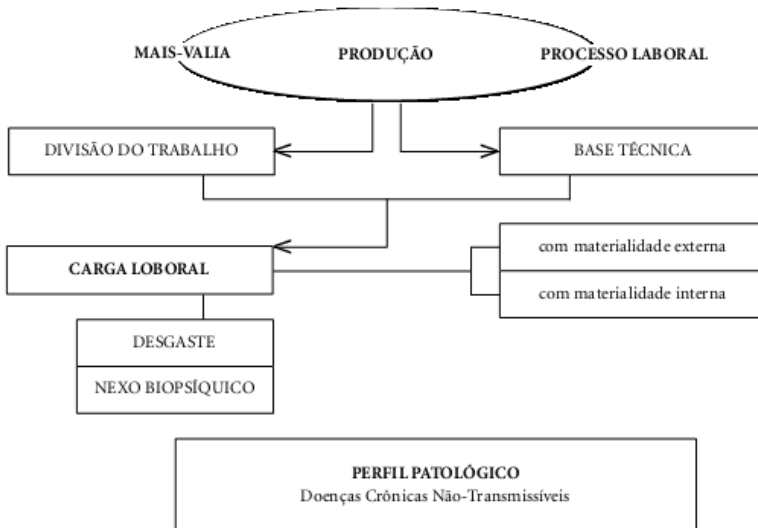 MAIS-VALIA PRODUÇÃO PROCESSO LABORAL
DIVISÃO DO TRABALHO
BASE TÉCNICA
CARGA LOBORAL
com materialidade externa
com materialidade interna
DESGASTE
NEXO BIOPSÍQUICO
PERFIL PATOLÓGICO
Doenças Crônicas Não-Transmissíveis